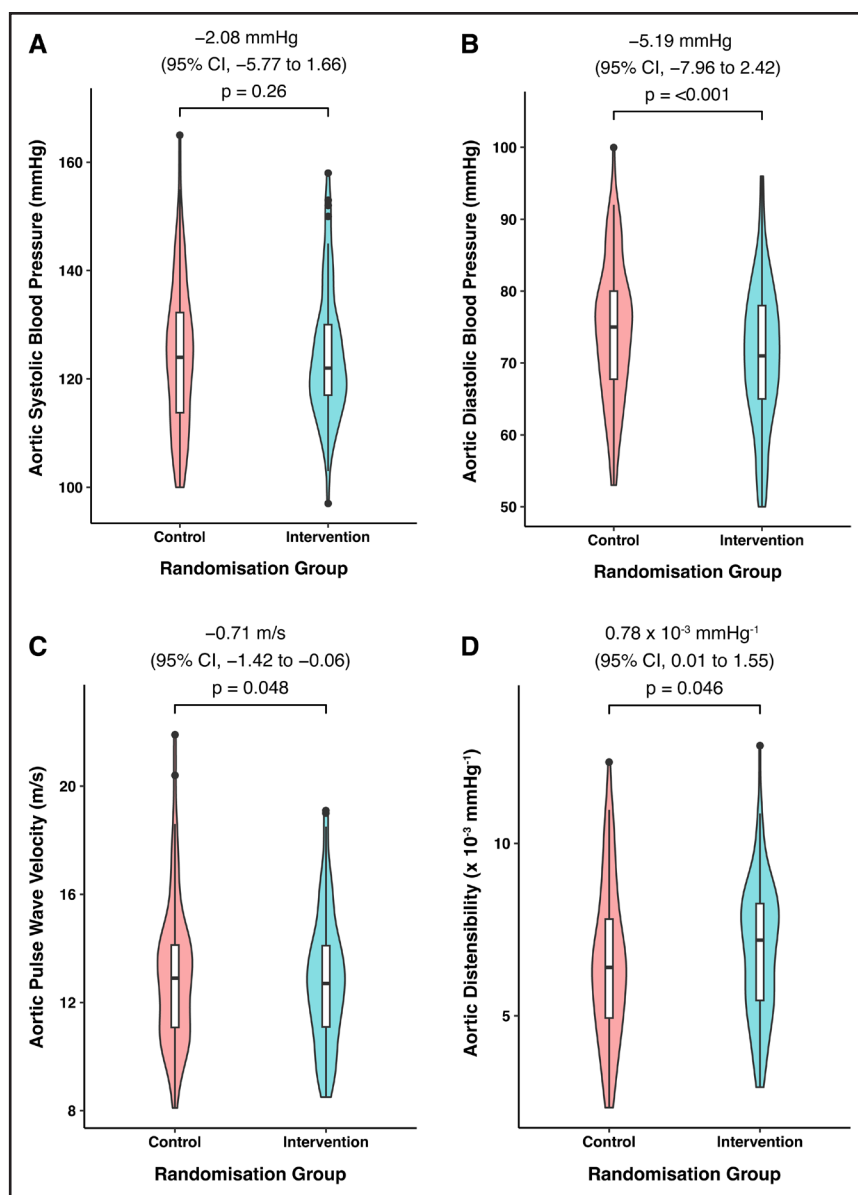 A
−2.08 mmHg
(95% CI, −5.77 to 1.66)
p = 0.26
Aortic Systolic Blood Pressure (mmHg)
160
140
120
100
Control Intervention
Randomisation Group
B
−5.19 mmHg
(95% CI, −7.96 to 2.42)
p = <0.001
Aortic Diastolic Blood Pressure (mmHg)
100
90
80
70
60
50
Control Intervention
Randomisation Group
C
−0.71 m/s
(95% CI, −1.42 to −0.06)
p = 0.048
Aortic Pulse Wave Velocity (m/s)
20
16
12
8
Control Intervention
Randomisation Group
D
0.78 x 10⁻³ mmHg⁻¹
(95% CI, 0.01 to 1.55)
p = 0.046
Aortic Distensibility (x 10⁻³ mmHg⁻¹)
10
5
Control Intervention
Randomisation Group